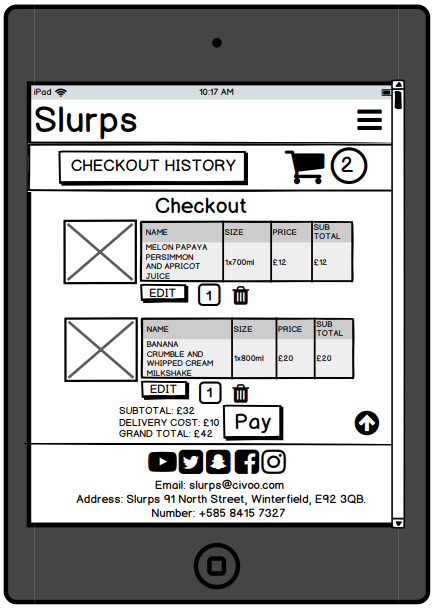 iPad 10:17 AM
Slurps
CHECKOUT HISTORY 2
Checkout
NAME SIZE PRICE SUB TOTAL
MELON PAPAYA
PERSIMMON
AND APRICOT
JUICE
1x700ml £12 £12
EDIT 1
NAME SIZE PRICE SUB TOTAL
BANANA
CRUMBLE AND
WHIPPED CREAM
MILKSHAKE
1x800ml £20 £20
EDIT 1
SUBTOTAL: £32
DELIVERY COST: £10
GRAND TOTAL: £42
Pay
Email: slurps@civoo.com
Address: Slurps 91 North Street, Winterfield, E92 3QB.
Number: +585 8415 7327